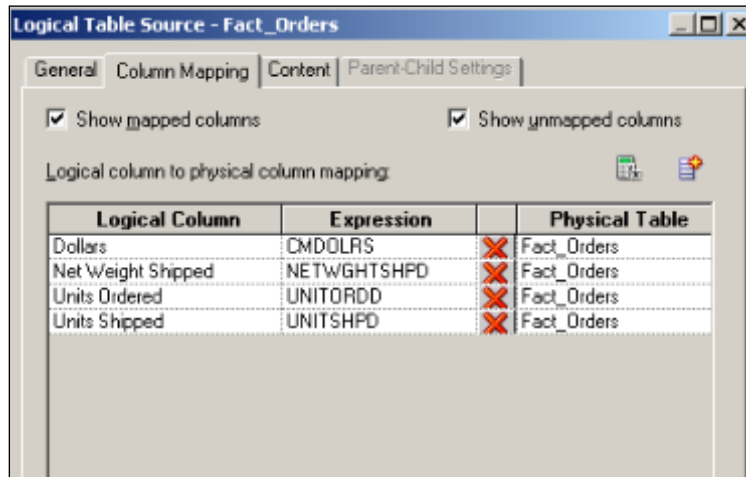 Logical Table Source - Fact_Orders
General Column Mapping Content Parent-Child Settings
Show mapped columns Show unmapped columns
Logical column to physical column mapping:
Logical Column Expression Physical Table
Dollars CMDOLRS Fact_Orders
Net Weight Shipped NETWGHTSHPD Fact_Orders
Units Ordered UNITORDD Fact_Orders
Units Shipped UNITSHPD Fact_Orders